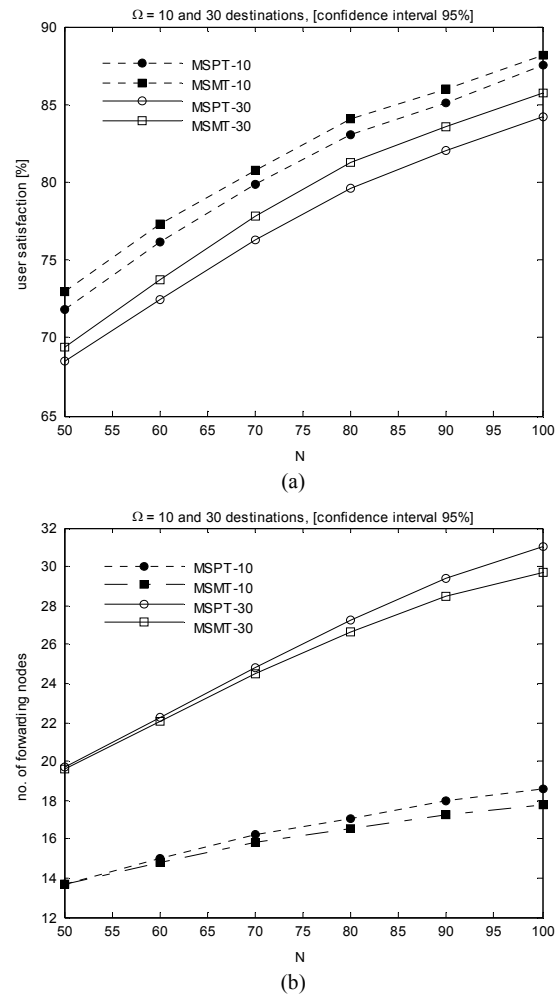 Ω = 10 and 30 destinations, [confidence interval 95%]
MSPT-10
MSMT-10
MSPT-30
MSMT-30
user satisfaction [%]
90
85
80
75
70
65
50 55 60 65 70 75 80 85 90 95 100
N
(a)
Ω = 10 and 30 destinations, [confidence interval 95%]
MSPT-10
MSMT-10
MSPT-30
MSMT-30
no. of forwarding nodes
32
30
28
26
24
22
20
18
16
14
12
50 55 60 65 70 75 80 85 90 95 100
N
(b)